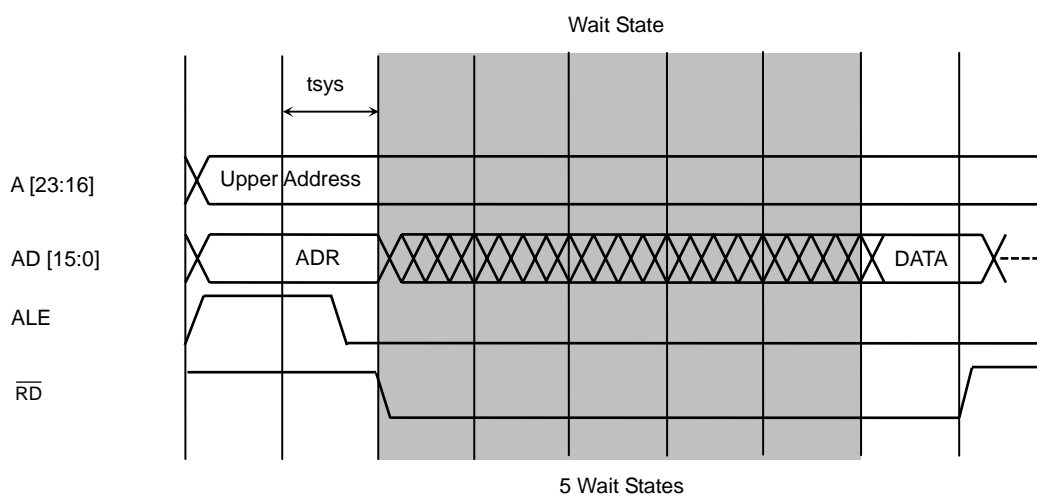 Wait State
tsys
A [23:16]
Upper Address
AD [15:0]
ADR
DATA
ALE
RD
5 Wait States